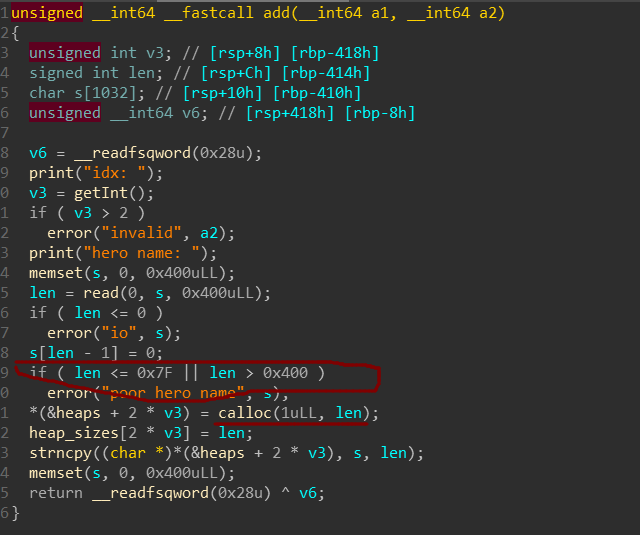 1 unsigned __int64 __fastcall add(__int64 a1, __int64 a2)
2 {
3 unsigned int v3; // [rsp+8h] [rbp-418h]
4 signed int len; // [rsp+Ch] [rbp-414h]
5 char s[1032]; // [rsp+10h] [rbp-410h]
6 unsigned __int64 v6; // [rsp+418h] [rbp-8h]
7
8 v6 = __readfsqword(0x28u);
9 print("idx: ");
0 v3 = getInt();
1 if ( v3 > 2 )
2 error("invalid", a2);
3 print("hero name: ");
4 memset(s, 0, 0x400uLL);
5 len = read(0, s, 0x400uLL);
6 if ( len <= 0 )
7 error("io", s);
8 s[len - 1] = 0;
9 if ( len <= 0x7F || len > 0x400 )
0 error("poor hero name", s);
1 *(&heaps + 2 * v3) = calloc(1uLL, len);
2 heap_sizes[2 * v3] = len;
3 strncpy((char *)*(&heaps + 2 * v3), s, len);
4 memset(s, 0, 0x400uLL);
5 return __readfsqword(0x28u) ^ v6;
6 }